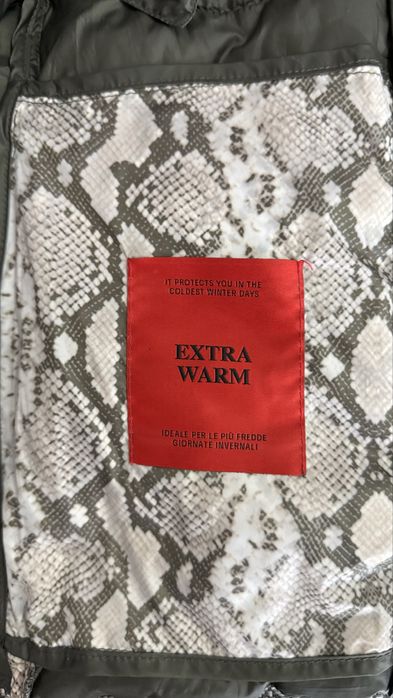 IT PROTECTS YOU IN THE
COLDEST WINTER DAYS
EXTRA
WARM
IDEALE PER LE PIÙ FREDDE
GIORNATE INVERNALI